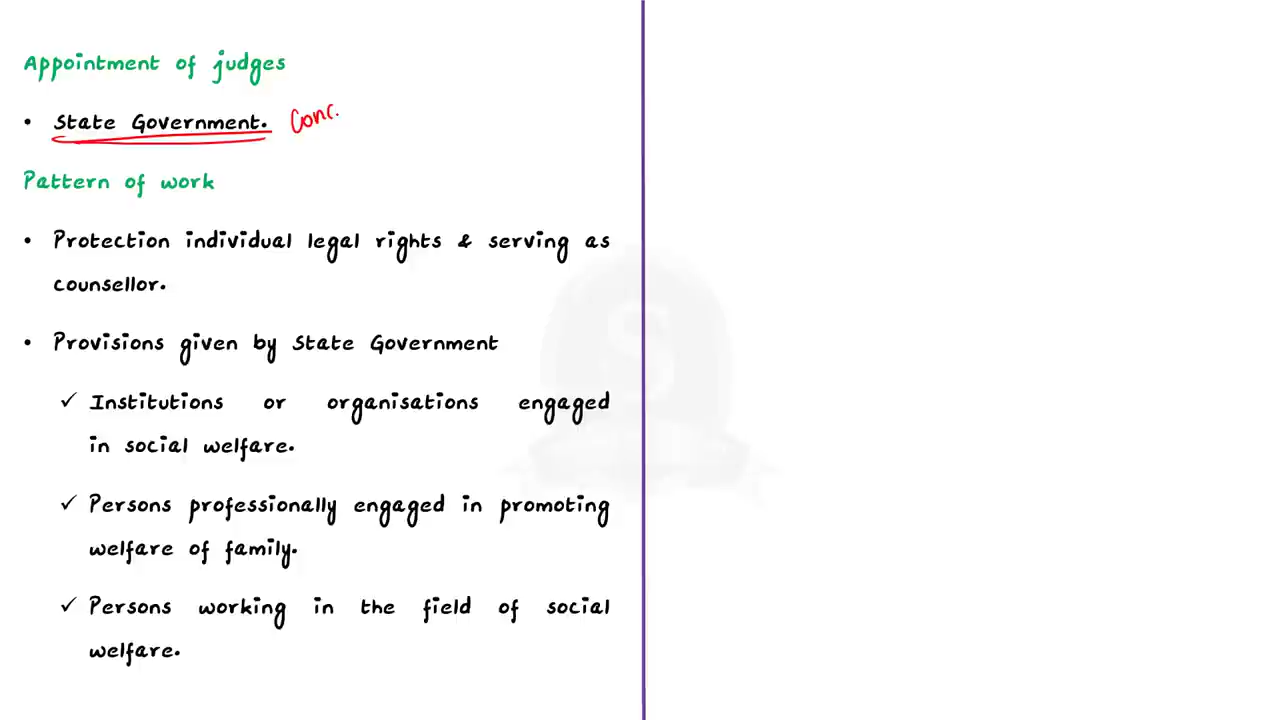 Appointment of judges
• State Government. Conc.
Pattern of work
• Protection individual legal rights & serving as
counsellor.
• Provisions given by State Government
✓ Institutions or organisations engaged
in social welfare.
✓ Persons professionally engaged in promoting
welfare of family.
✓ Persons working in the field of social
welfare.